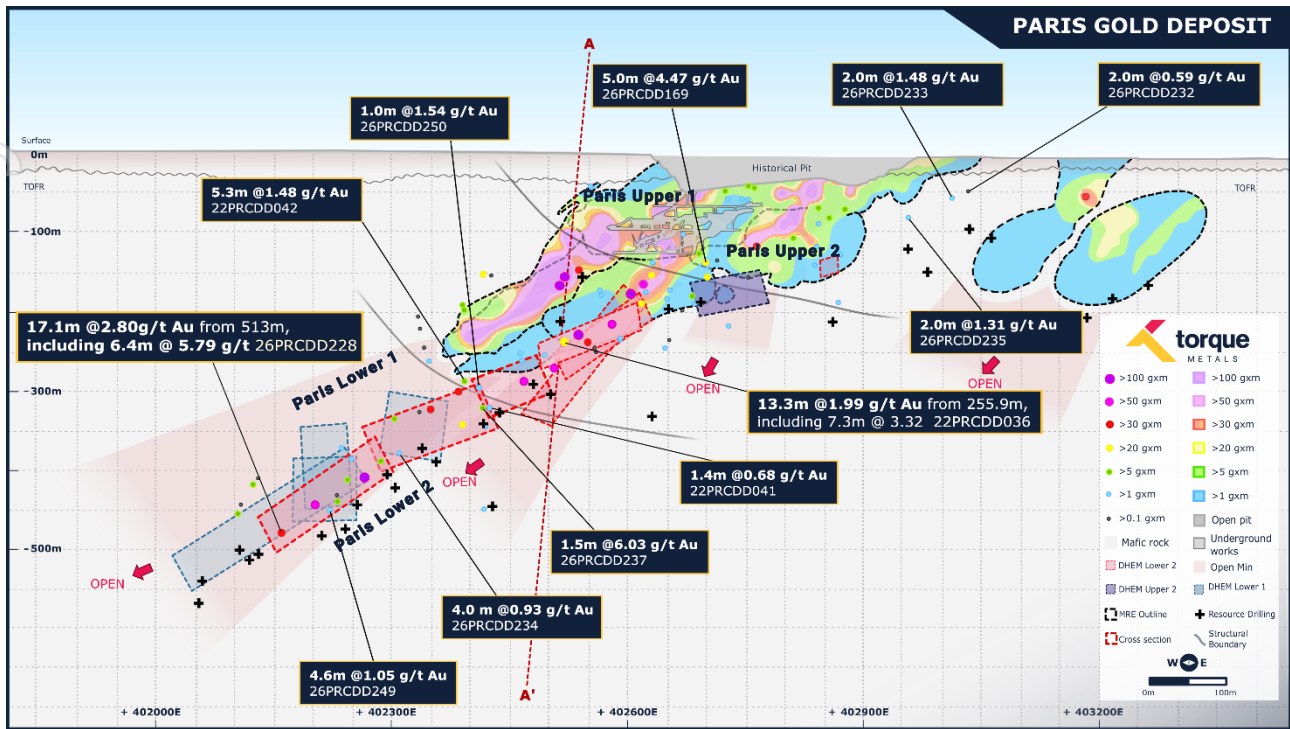 PARIS GOLD DEPOSIT
A
5.0m @4.47 g/t Au
26PRCDD169
2.0m @1.48 g/t Au
26PRCDD233
2.0m @0.59 g/t Au
26PRCDD232
1.0m @1.54 g/t Au
26PRCDD250
Surface
0m
TOFR
Historical Pit
TOFR
5.3m @1.48 g/t Au
22PRCDD042
Paris Upper 1
-100m
Paris Upper 2
17.1m @2.80g/t Au from 513m,
including 6.4m @ 5.79 g/t 26PRCDD228
2.0m @1.31 g/t Au
26PRCDD235
OPEN
OPEN
Paris Lower 1
-300m
13.3m @1.99 g/t Au from 255.9m,
including 7.3m @ 3.32 22PRCDD036
OPEN
1.4m @0.68 g/t Au
22PRCDD041
Paris Lower 2
1.5m @6.03 g/t Au
26PRCDD237
-500m
OPEN
4.0 m @0.93 g/t Au
26PRCDD234
4.6m @1.05 g/t Au
26PRCDD249
A'
+ 402000E
+ 402300E
+ 402600E
+ 402900E
+ 403200E
torque
METALS
>100 gxm
>100 gxm
>50 gxm
>50 gxm
>30 gxm
>30 gxm
>20 gxm
>20 gxm
>5 gxm
>5 gxm
>1 gxm
>1 gxm
>0.1 gxm
Open pit
Mafic rock
Underground
works
DHEM Lower 2
Open Min
DHEM Upper 2
DHEM Lower 1
MRE Outline
Resource Drilling
Cross section
Structural
Boundary
W E
0m
100m